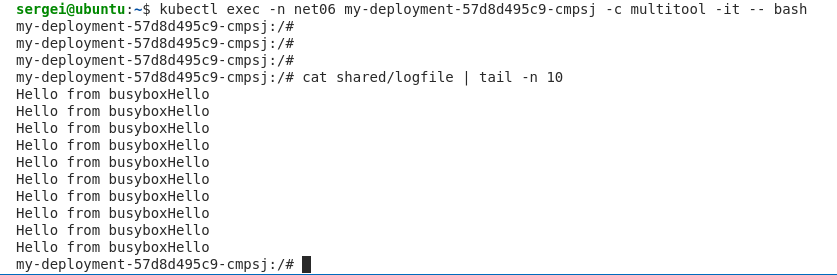 sergei@ubuntu:~$ kubectl exec -n net06 my-deployment-57d8d495c9-cmpsj -c multitool -it -- bash
my-deployment-57d8d495c9-cmpsj:/#
my-deployment-57d8d495c9-cmpsj:/#
my-deployment-57d8d495c9-cmpsj:/#
my-deployment-57d8d495c9-cmpsj:/# cat shared/logfile | tail -n 10
Hello from busyboxHello
Hello from busyboxHello
Hello from busyboxHello
Hello from busyboxHello
Hello from busyboxHello
Hello from busyboxHello
Hello from busyboxHello
Hello from busyboxHello
Hello from busyboxHello
Hello from busyboxHello
my-deployment-57d8d495c9-cmpsj:/#